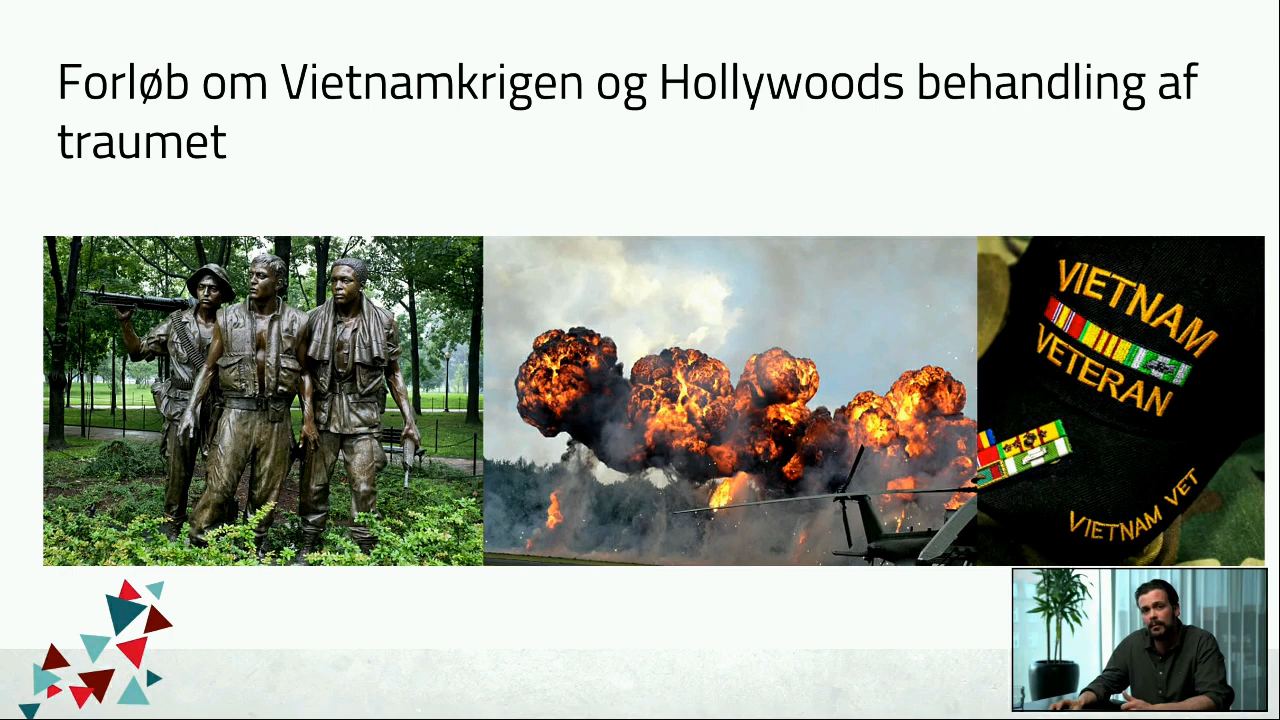 Forløb om Vietnamkrigen og Hollywoods behandling af
traumet
VIETNAM
VETERAN
VIETNAM VET